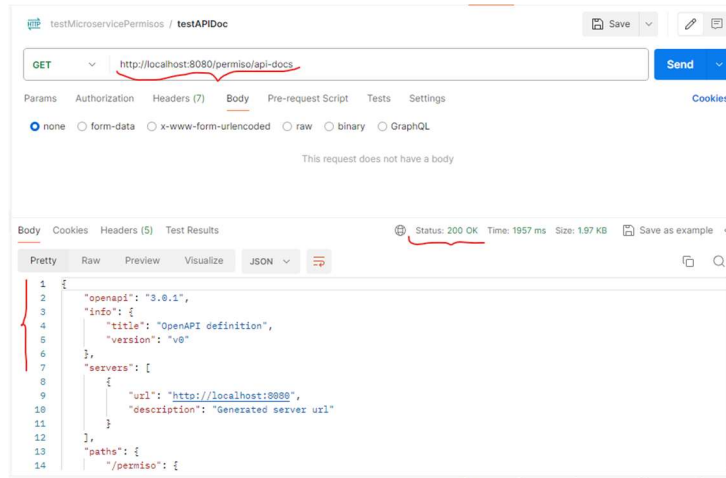 HTTP testMicroservicePermisos / testAPIDoc
Save
GET http://localhost:8080/permiso/api-docs Send
Params Authorization Headers (7) Body Pre-request Script Tests Settings Cookies
none form-data x-www-form-urlencoded raw binary GraphQL
This request does not have a body
Body Cookies Headers (5) Test Results Status: 200 OK Time: 1957 ms Size: 1.97 KB Save as example
Pretty Raw Preview Visualize JSON
1 {
2 "openapi": "3.0.1",
3 "info": {
4 "title": "OpenAPI definition",
5 "version": "v0"
6 },
7 "servers": [
8 {
9 "url": "http://localhost:8080",
10 "description": "Generated server url"
11 }
12 ],
13 "paths": {
14 "/permiso": {